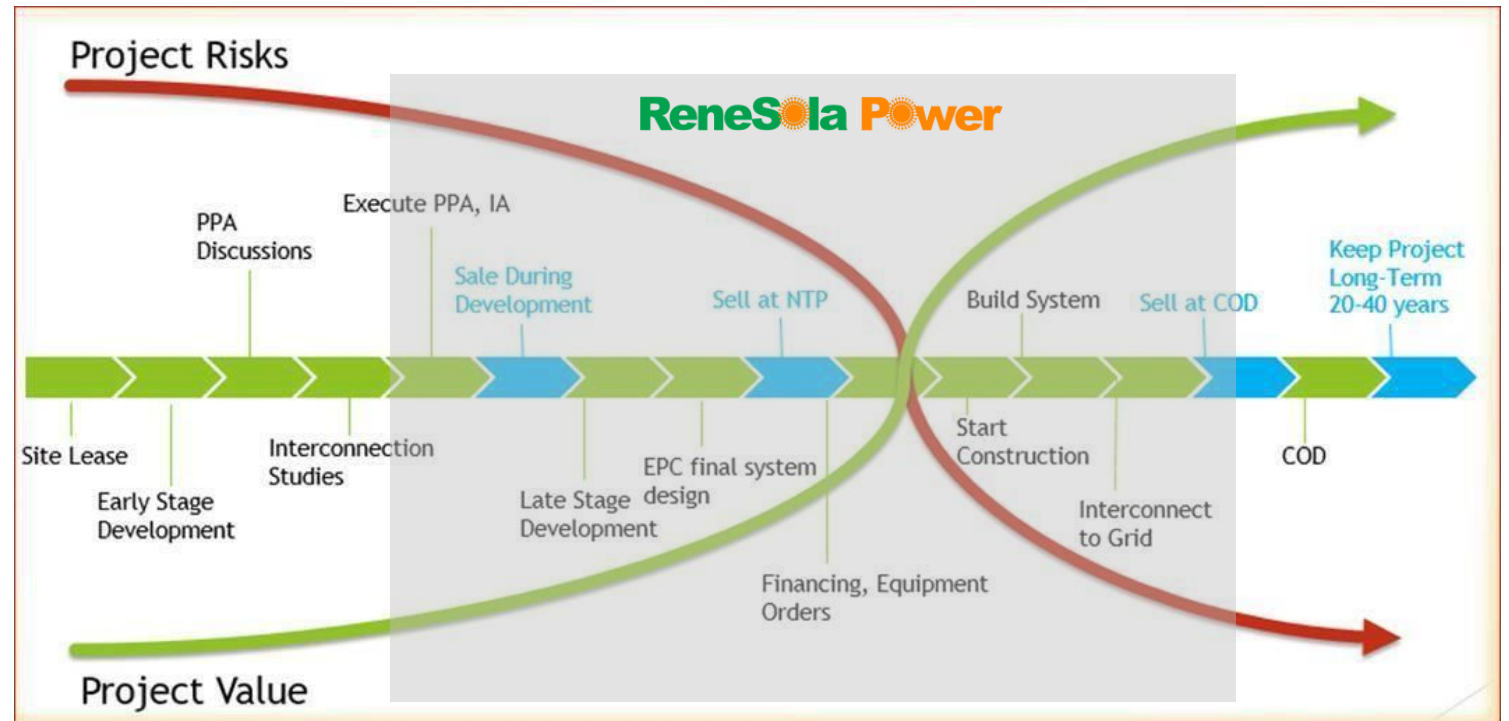 Project Risks
ReneSola Power
Execute PPA, IA
PPA
Discussions
Sale During
Development
Sell at NTP
Build System
Sell at COD
Keep Project
Long-Term
20-40 years
Site Lease
Early Stage
Development
Interconnection
Studies
Late Stage
Development
EPC final system
design
Financing, Equipment
Orders
Start
Construction
Interconnect
to Grid
COD
Project Value